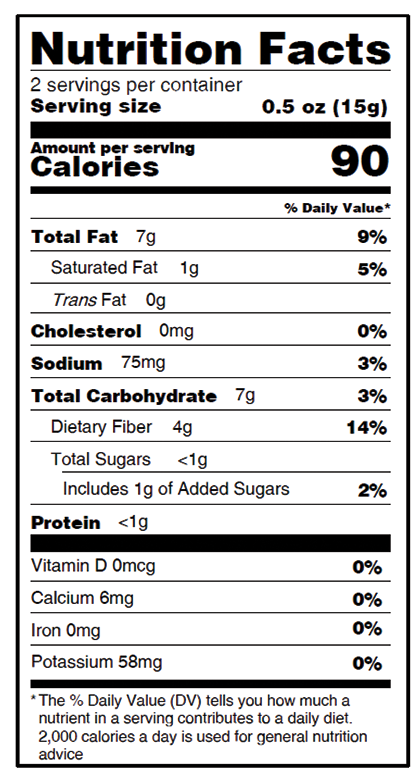 Nutrition Facts
2 servings per container
Serving size 0.5 oz (15g)
Amount per serving
Calories 90
% Daily Value*
Total Fat 7g 9%
Saturated Fat 1g 5%
Trans Fat 0g
Cholesterol 0mg 0%
Sodium 75mg 3%
Total Carbohydrate 7g 3%
Dietary Fiber 4g 14%
Total Sugars <1g
Includes 1g of Added Sugars 2%
Protein <1g
Vitamin D 0mcg 0%
Calcium 6mg 0%
Iron 0mg 0%
Potassium 58mg 0%
* The % Daily Value (DV) tells you how much a
nutrient in a serving contributes to a daily diet.
2,000 calories a day is used for general nutrition
advice